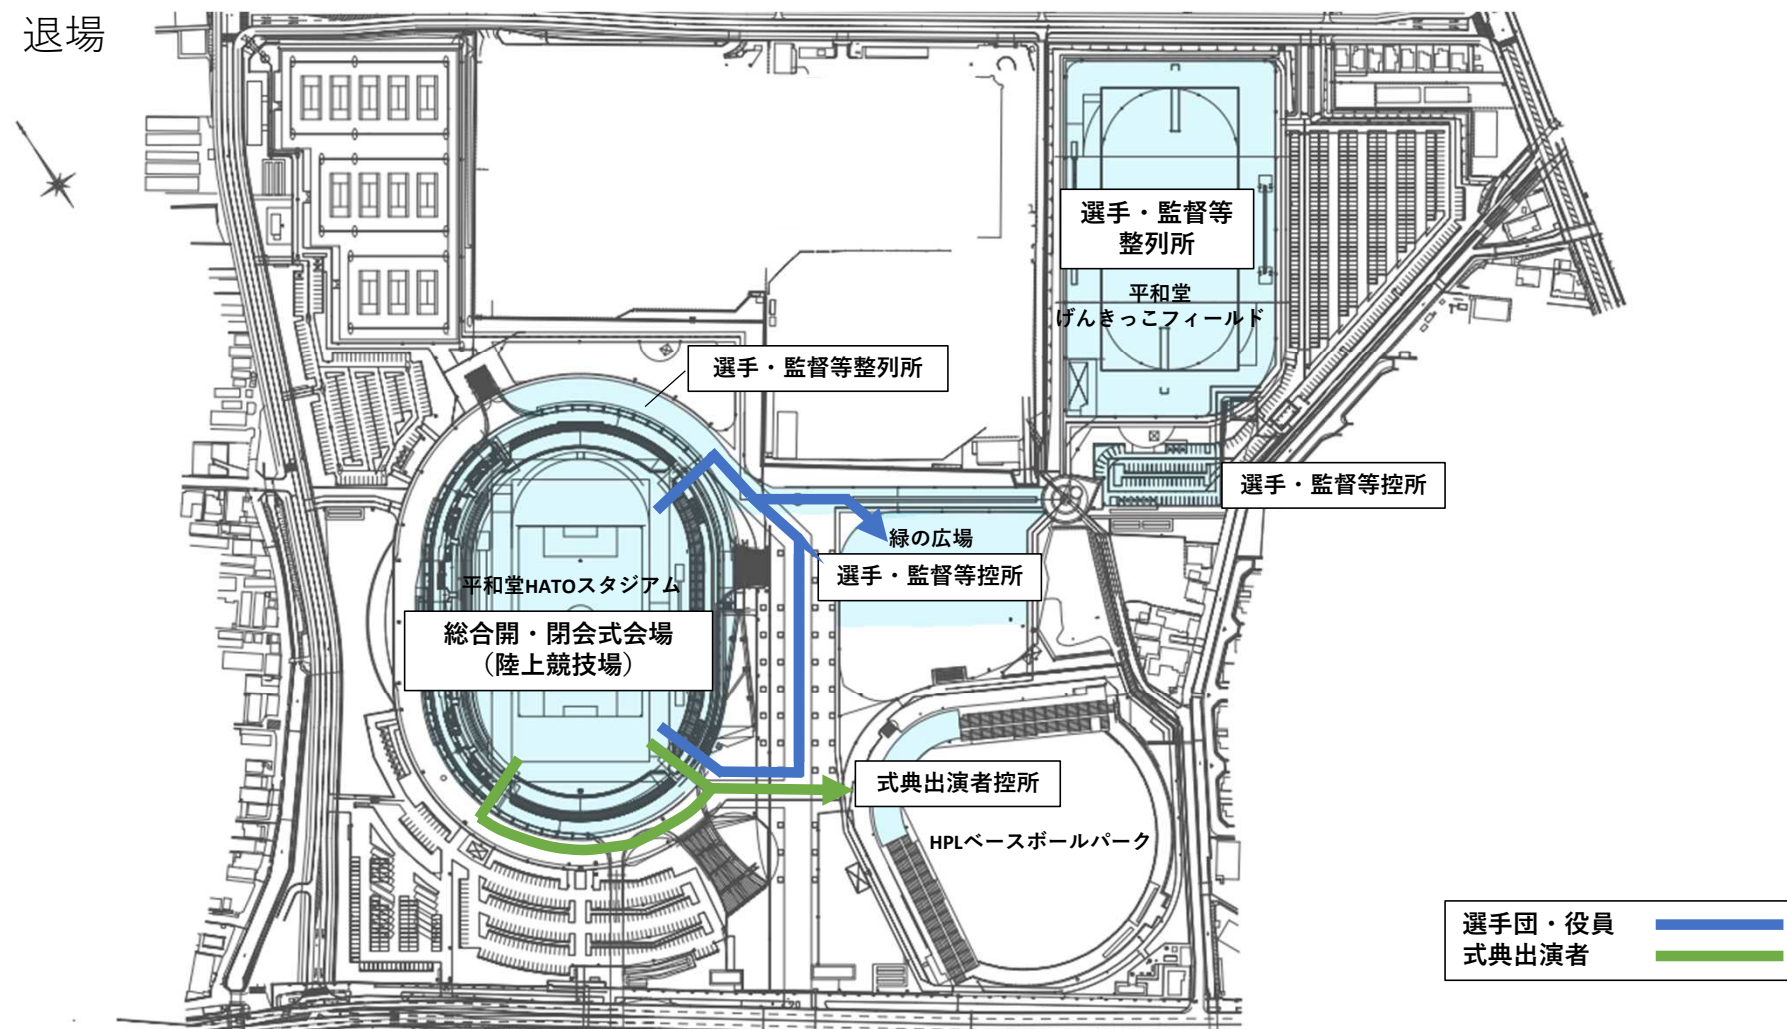 退場
選手・監督等
整列所
平和堂
げんきっこフィールド
選手・監督等整列所
選手・監督等控所
緑の広場
選手・監督等控所
平和堂HATOスタジアム
総合開・閉会式会場
（陸上競技場）
式典出演者控所
HPLベースボールパーク
選手団・役員
式典出演者